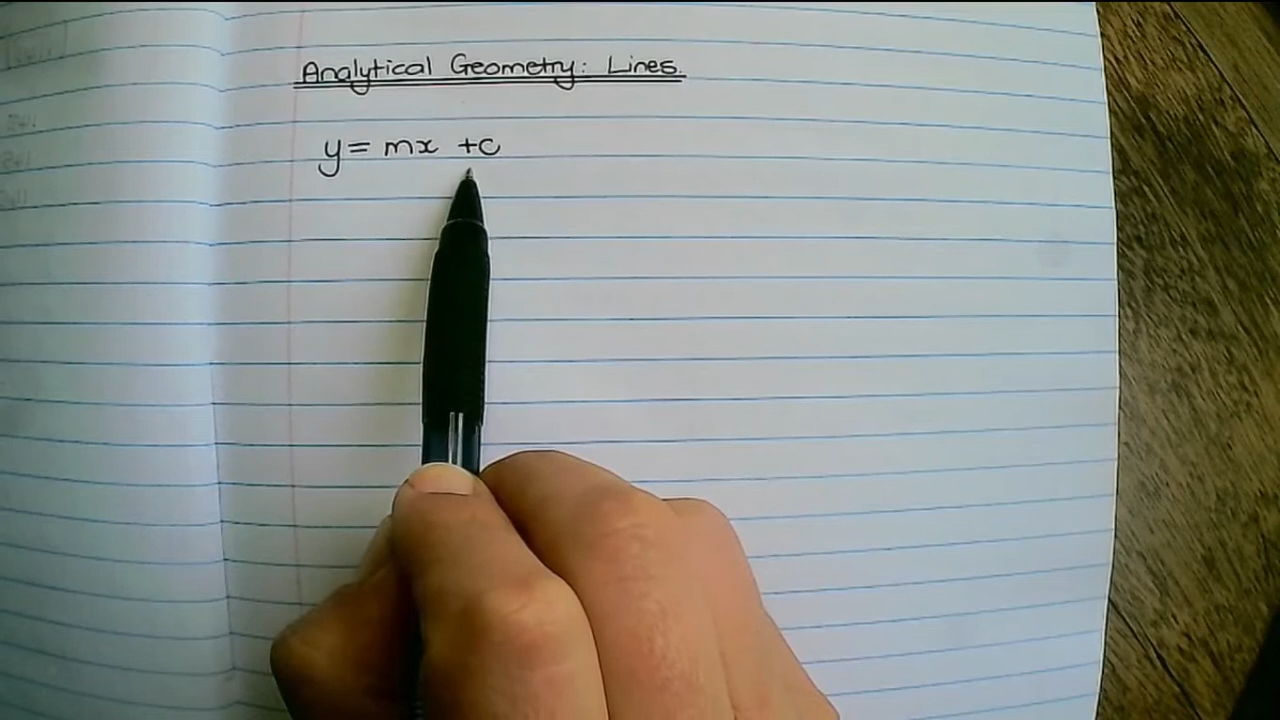 Analytical Geometry: Lines
y = mx + c